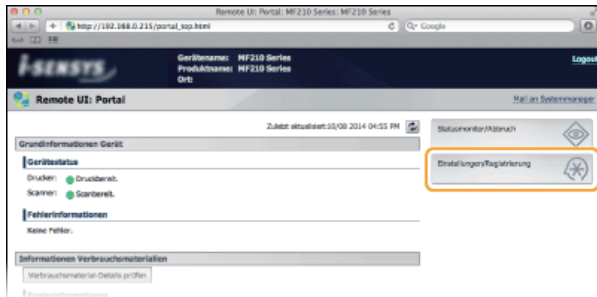 Remote UI: Portal: MF210 Series: MF210 Series
http://192.168.0.215/portal_top.html
Google
i-SENSYS
Gerätename: MF210 Series
Produktname: MF210 Series
Ort:
Logout
Remote UI: Portal
Mail an Systemmanager
Zuletzt aktualisiert:10/08 2014 04:55 PM
Grundinformationen Gerät
Gerätestatus
Drucker: Druckbereit.
Scanner: Scanbereit.
Fehlerinformationen
Keine Fehler.
Informationen Verbrauchsmaterialien
Verbrauchsmaterial-Details prüfen
Statusmonitor/Abbruch
Einstellungen/Registrierung